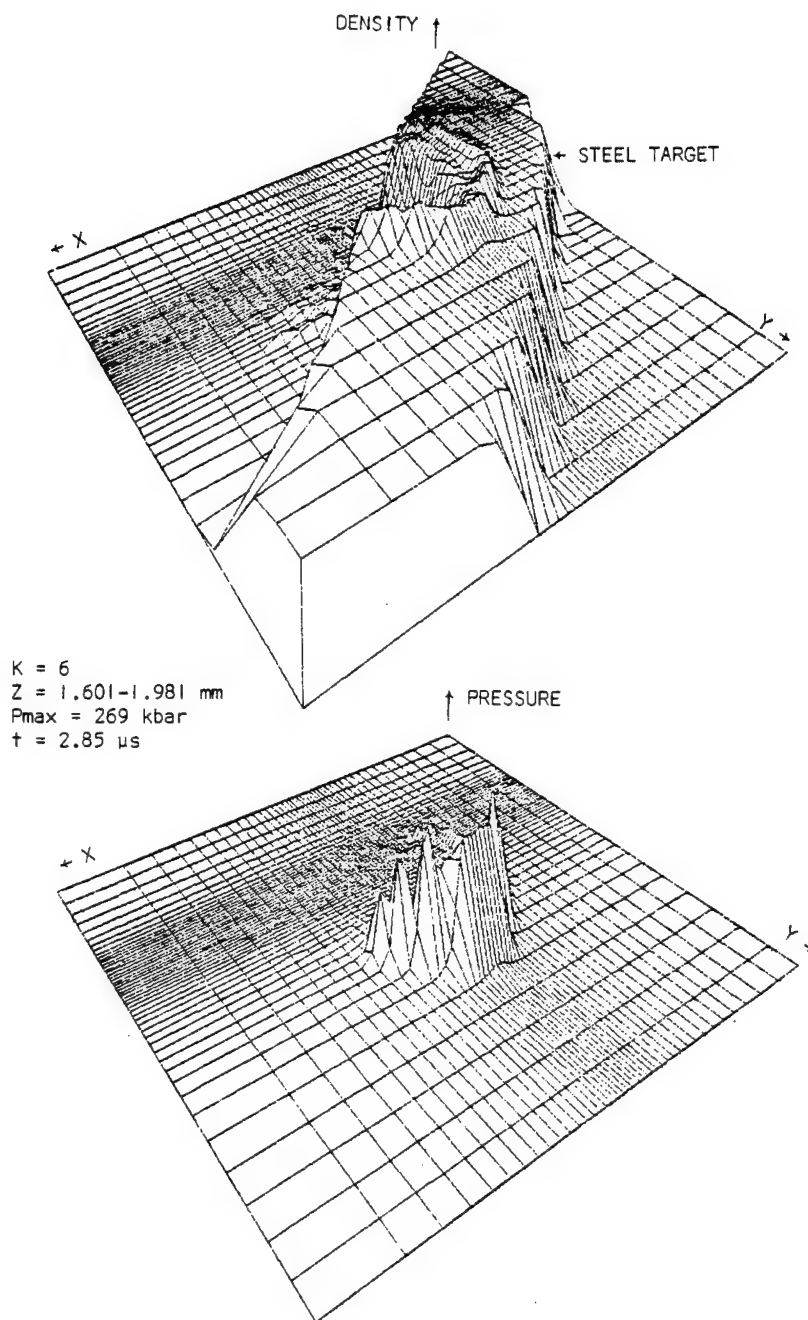 DENSITY
STEEL TARGET
X
Y
K = 6
Z = 1.601-1.981 mm
Pmax = 269 kbar
t = 2.85 µs
PRESSURE
X
Y